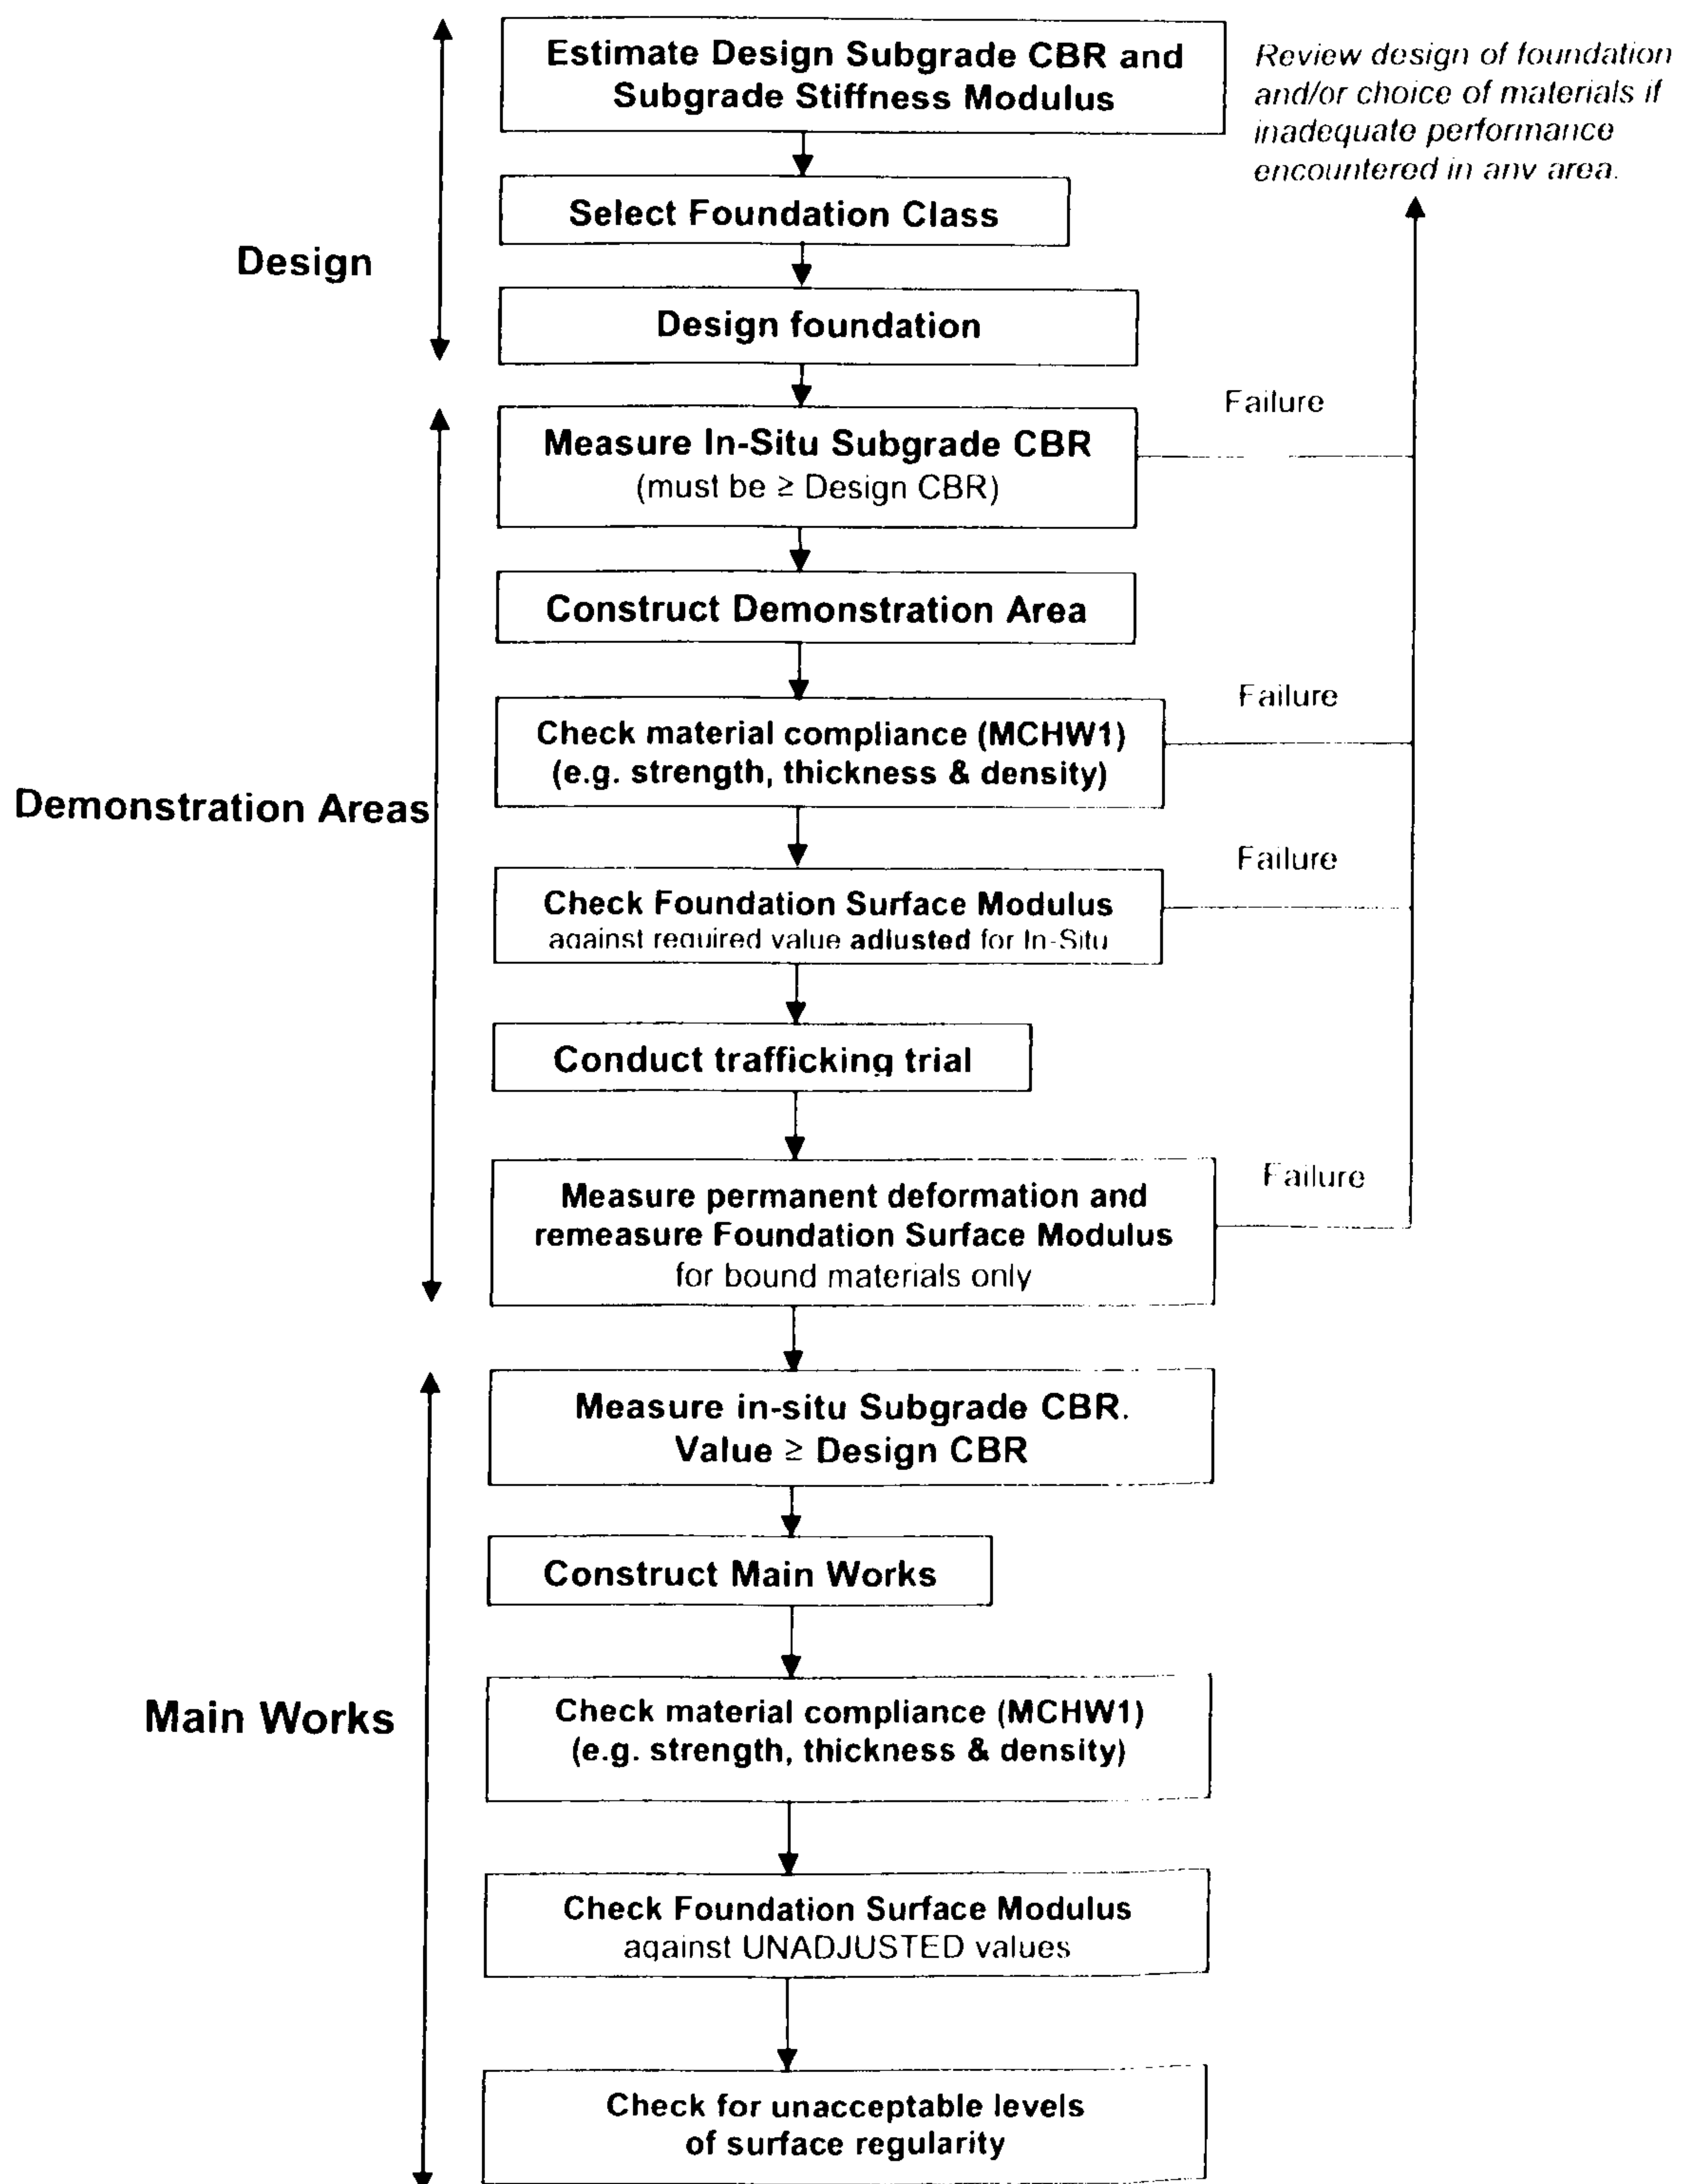 Estimate Design Subgrade CBR and
Subgrade Stiffness Modulus
Review design of foundation
and/or choice of materials if
inadequate performance
encountered in any area.
Select Foundation Class
Design
Design foundation
Failure
Measure In-Situ Subgrade CBR
(must be ≥ Design CBR)
Construct Demonstration Area
Failure
Check material compliance (MCHW1)
(e.g. strength, thickness & density)
Demonstration Areas
Failure
Check Foundation Surface Modulus
against required value adjusted for In-Situ
Conduct trafficking trial
Failure
Measure permanent deformation and
remeasure Foundation Surface Modulus
for bound materials only
Measure in-situ Subgrade CBR.
Value ≥ Design CBR
Construct Main Works
Main Works
Check material compliance (MCHW1)
(e.g. strength, thickness & density)
Check Foundation Surface Modulus
against UNADJUSTED values
Check for unacceptable levels
of surface regularity